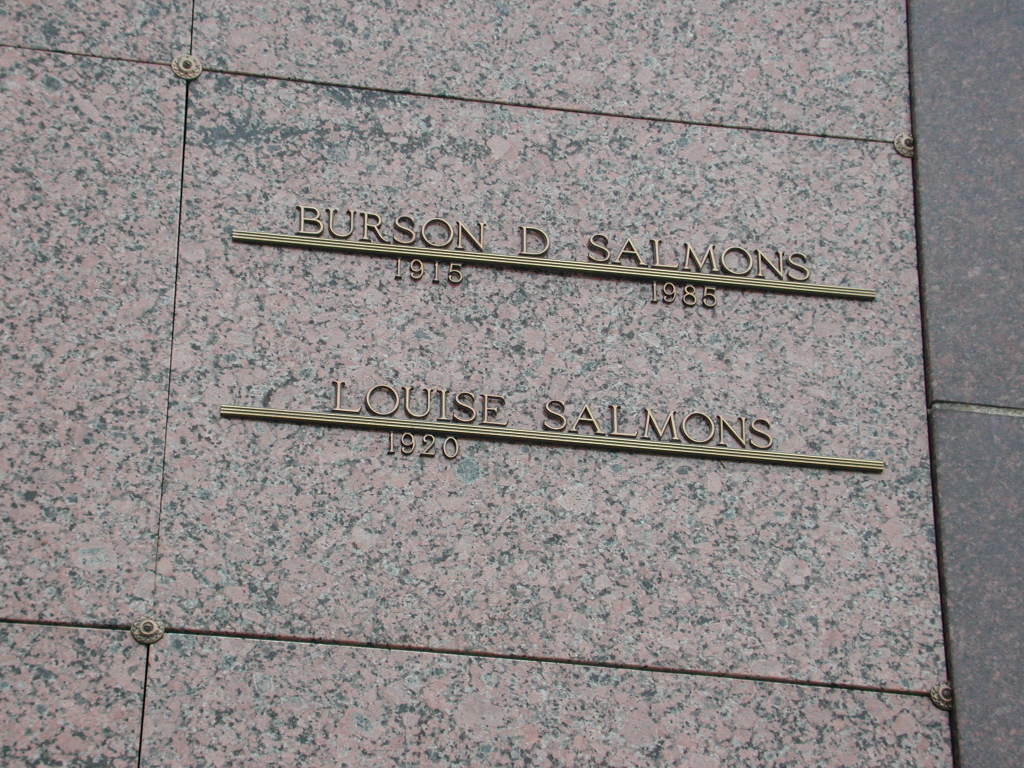 BURSON D SALMONS
1915 1985
LOUISE SALMONS
1920